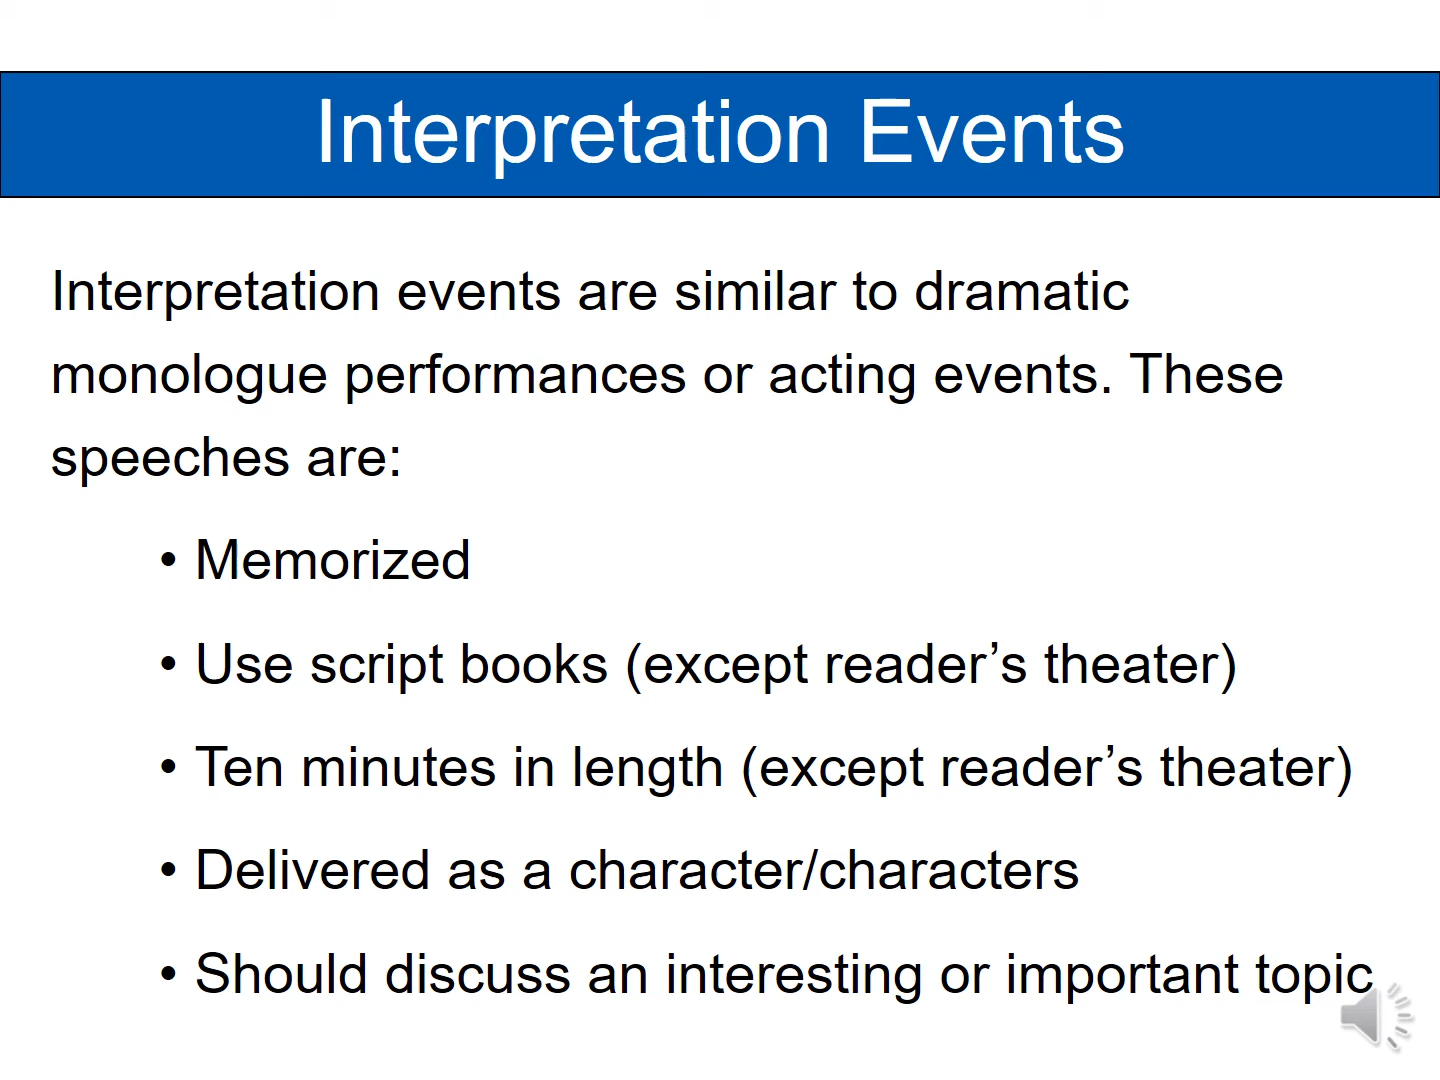 Interpretation Events
Interpretation events are similar to dramatic
monologue performances or acting events. These
speeches are:
• Memorized
• Use script books (except reader’s theater)
• Ten minutes in length (except reader’s theater)
• Delivered as a character/characters
• Should discuss an interesting or important topic